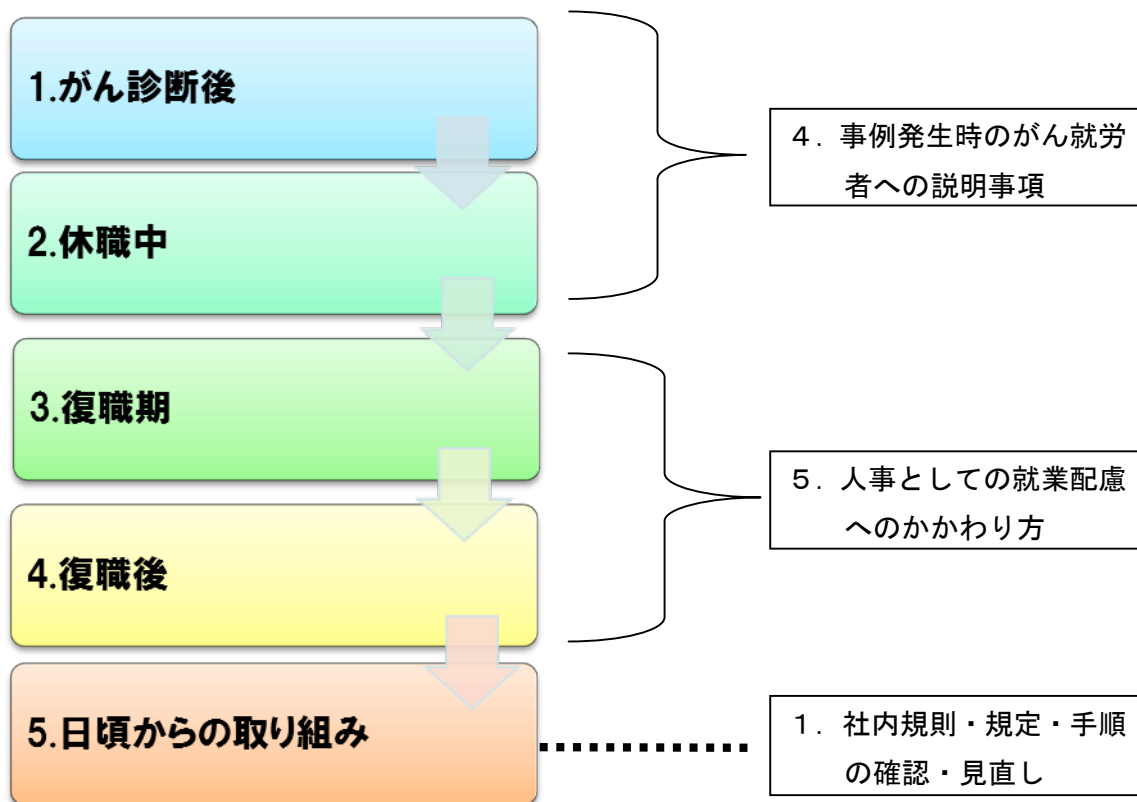 1.がん診断後
4. 事例発生時のがん就労
者への説明事項
2.休職中
3.復職期
5. 人事としての就業配慮
へのかかわり方
4.復職後
5.日頃からの取り組み
1. 社内規則・規定・手順
の確認・見直し